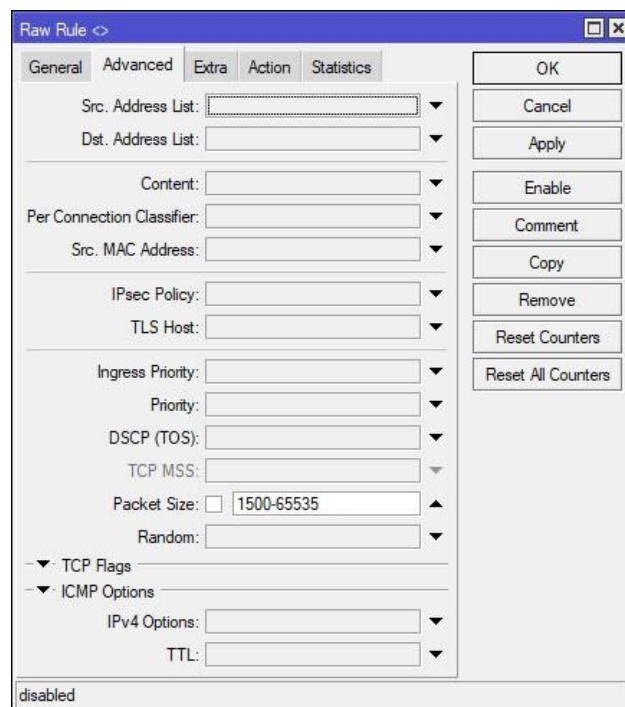 Raw Rule <>
General Advanced Extra Action Statistics
Src. Address List:
Dst. Address List:
Content:
Per Connection Classifier:
Src. MAC Address:
IPsec Policy:
TLS Host:
Ingress Priority:
Priority:
DSCP (TOS):
TCP MSS:
Packet Size: 1500-65535
Random:
TCP Flags
ICMP Options
IPv4 Options:
TTL:
OK
Cancel
Apply
Enable
Comment
Copy
Remove
Reset Counters
Reset All Counters
disabled